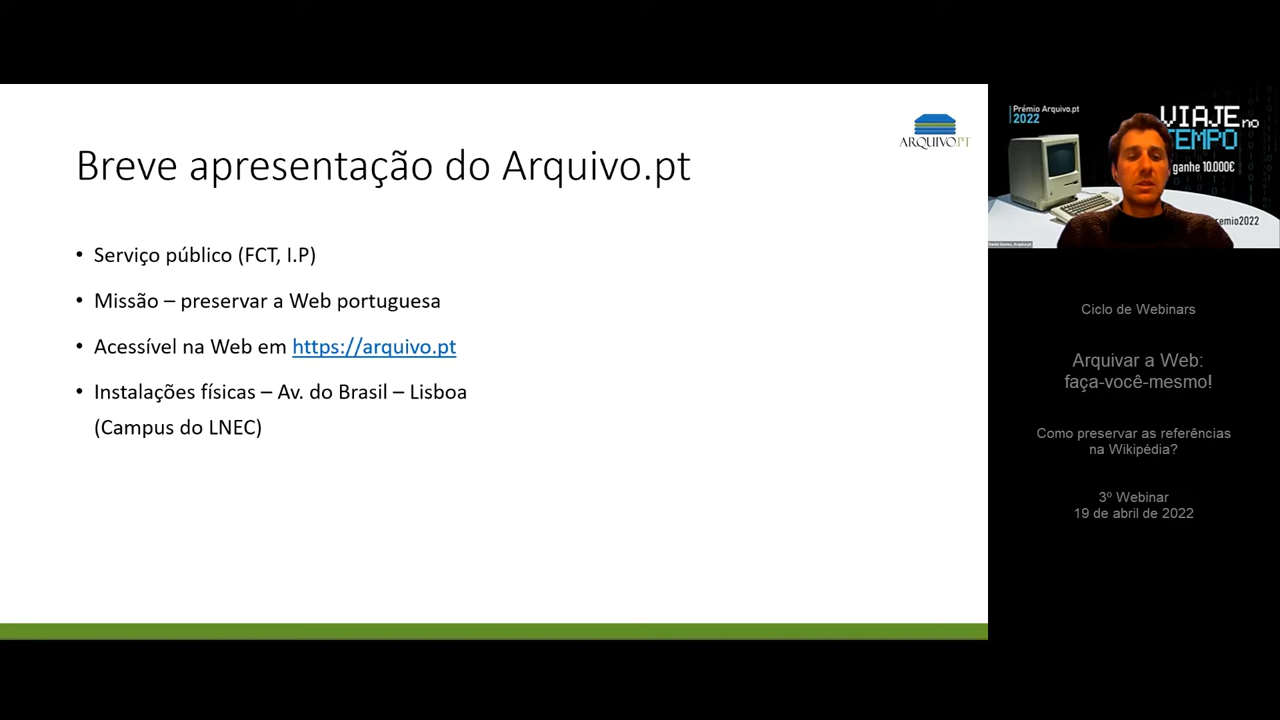 Breve apresentação do Arquivo.pt
ARQUIVO.PT
• Serviço público (FCT, I.P)
• Missão – preservar a Web portuguesa
• Acessível na Web em https://arquivo.pt
• Instalações físicas – Av. do Brasil – Lisboa
(Campus do LNEC)
Prémio Arquivo.pt
2022
VIAJE no
TEMPO
ganhe 10.000€
remio2022
Ciclo de Webinars
Arquivar a Web:
faça-você-mesmo!
Como preservar as referências
na Wikipédia?
3º Webinar
19 de abril de 2022